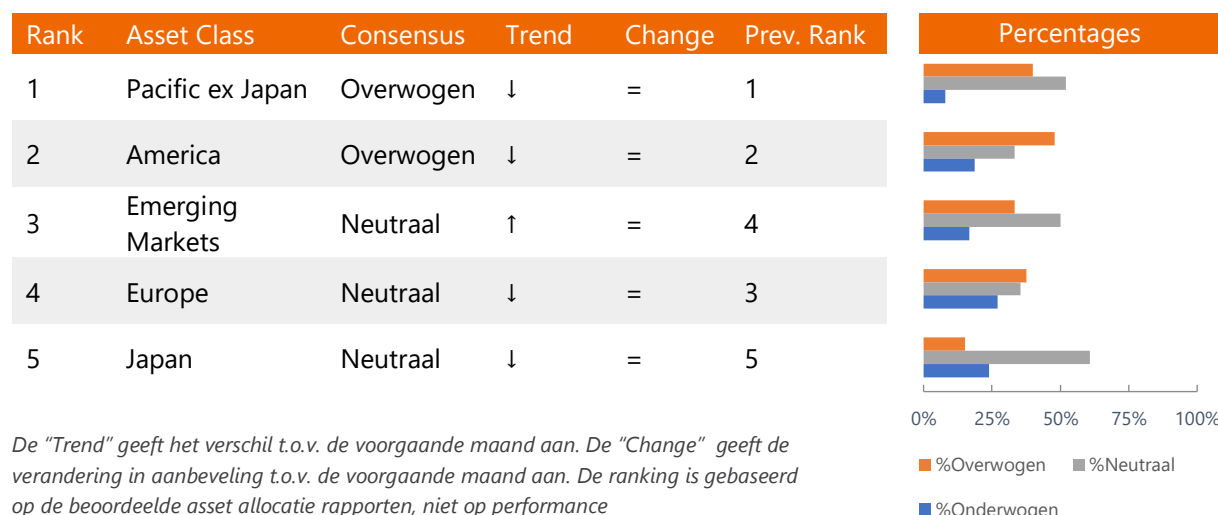 Rank Asset Class Consensus Trend Change Prev. Rank
1 Pacific ex Japan Overwogen ↓ = 1
2 America Overwogen ↓ = 2
3 Emerging Markets Neutraal ↑ = 4
4 Europe Neutraal ↓ = 3
5 Japan Neutraal ↓ = 5
De “Trend” geeft het verschil t.o.v. de voorgaande maand aan. De “Change” geeft de
verandering in aanbeveling t.o.v. de voorgaande maand aan. De ranking is gebaseerd
op de beoordeelde asset allocatie rapporten, niet op performance
Percentages
0% 25% 50% 75% 100%
%Overwogen %Neutraal
%Onderwogen